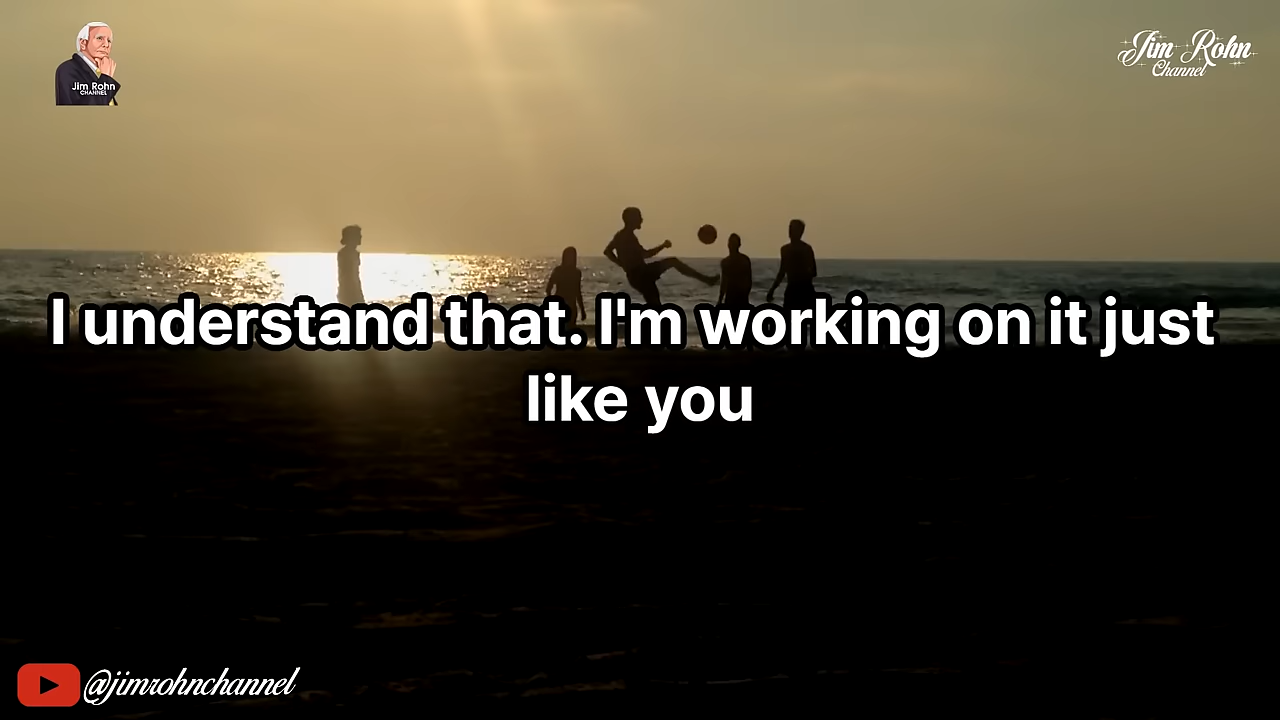 Jim Rohn
CHANNEL
Jim Rohn
Channel
I understand that. I'm working on it just
like you
@jimrohnchannel